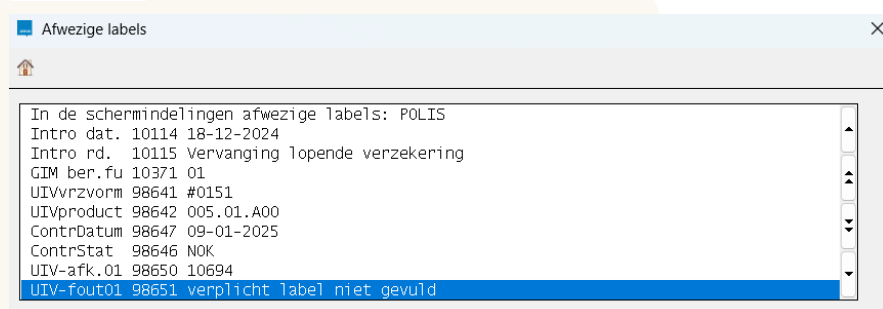 Afwezige labels
In de schermindelingen afwezige labels: POLIS
Intro dat. 10114 18-12-2024
Intro rd.  10115 Vervanging lopende verzekering
GIM ber.fu 10371 01
UIVvrzvorm 98641 #0151
UIVproduct 98642 005.01.A00
ContrDatum 98647 09-01-2025
ContrStat  98646 NOK
UIV-afk.01 98650 10694
UIV-fout01 98651 verplicht label niet gevuld